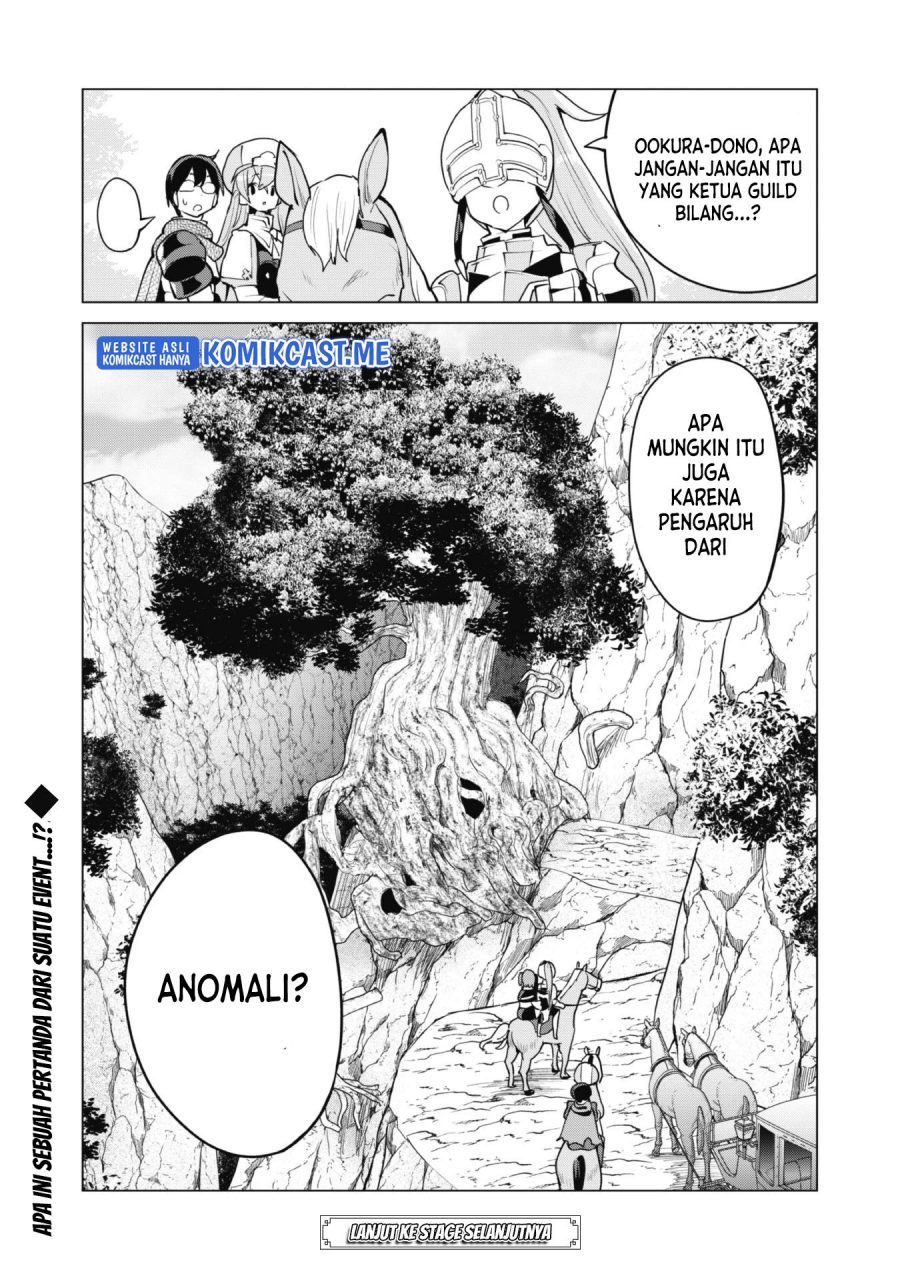 OOKURA-DONO, APA
JANGAN-JANGAN ITU
YANG KETUA GUILD
BILANG...?
WEBSITE ASLI
KOMIKCAST HANYA
KOMIKCAST.ME
APA
MUNGKIN ITU
JUGA
KARENA
PENGARUH
DARI
ANOMALI?
APA INI SEBUAH PERTANDA DARI SUATU EVENT...!?
LANJUT KE STAGE SELANJUTNYA